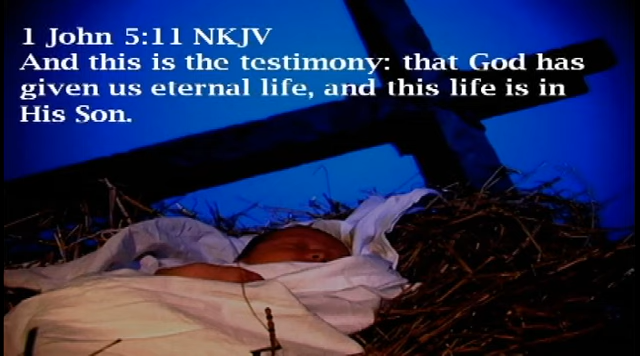 1 John 5:11 NKJV
And this is the testimony: that God has
given us eternal life, and this life is in
His Son.